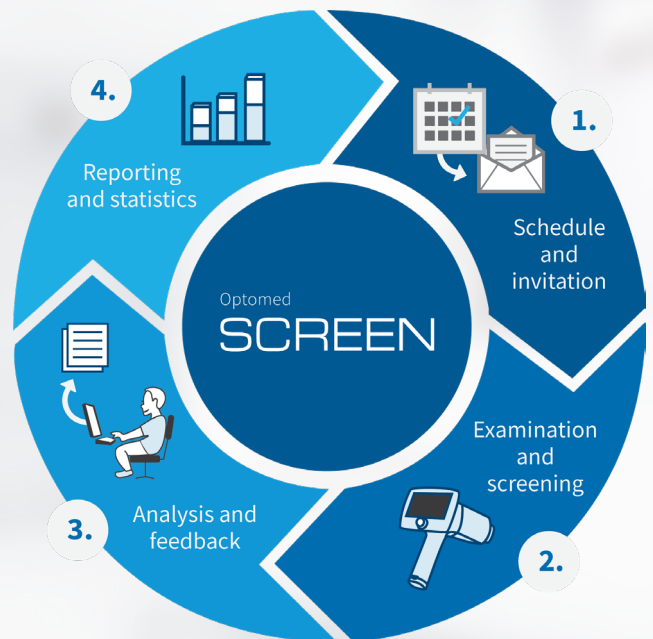 Optomed
SCREEN
1.
Schedule
and
invitation
Examination
and
screening
2.
3.
Analysis and
feedback
4.
Reporting
and statistics